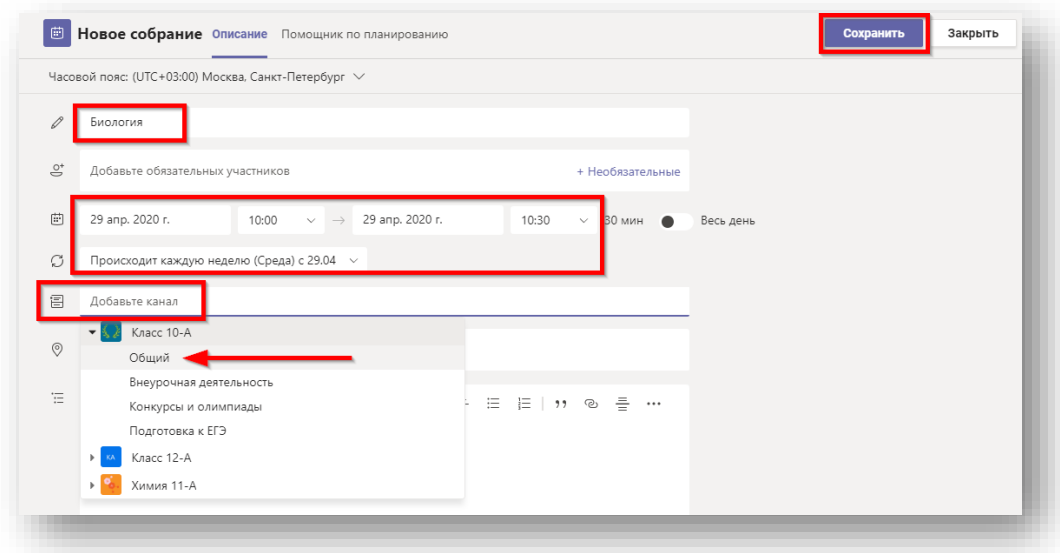 Новое собрание Описание Помощник по планированию Сохранить Закрыть
Часовой пояс: (UTC+03:00) Москва, Санкт-Петербург
Биология
Добавьте обязательных участников + Необязательные
29 апр. 2020 г. 10:00 → 29 апр. 2020 г. 10:30 30 мин Весь день
Происходит каждую неделю (Среда) с 29.04
Добавьте канал
Класс 10-А
Общий
Внеурочная деятельность
Конкурсы и олимпиады
Подготовка к ЕГЭ
КА Класс 12-А
Химия 11-А